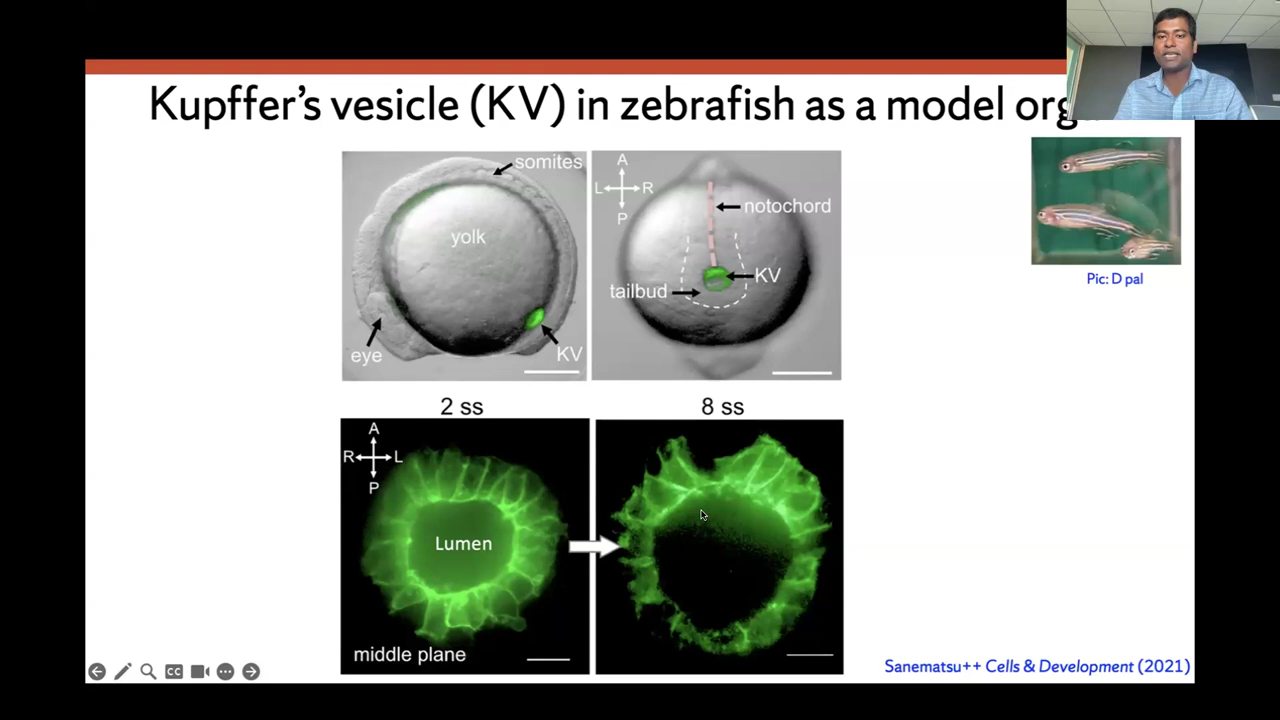 Kupffer's vesicle (KV) in zebrafish as a model
somites
yolk
eye
KV
A
L R
P
notochord
KV
tailbud
Pic: D pal
2 ss
8 ss
A
R L
P
Lumen
middle plane
Sanematsu++ Cells & Development (2021)
CC